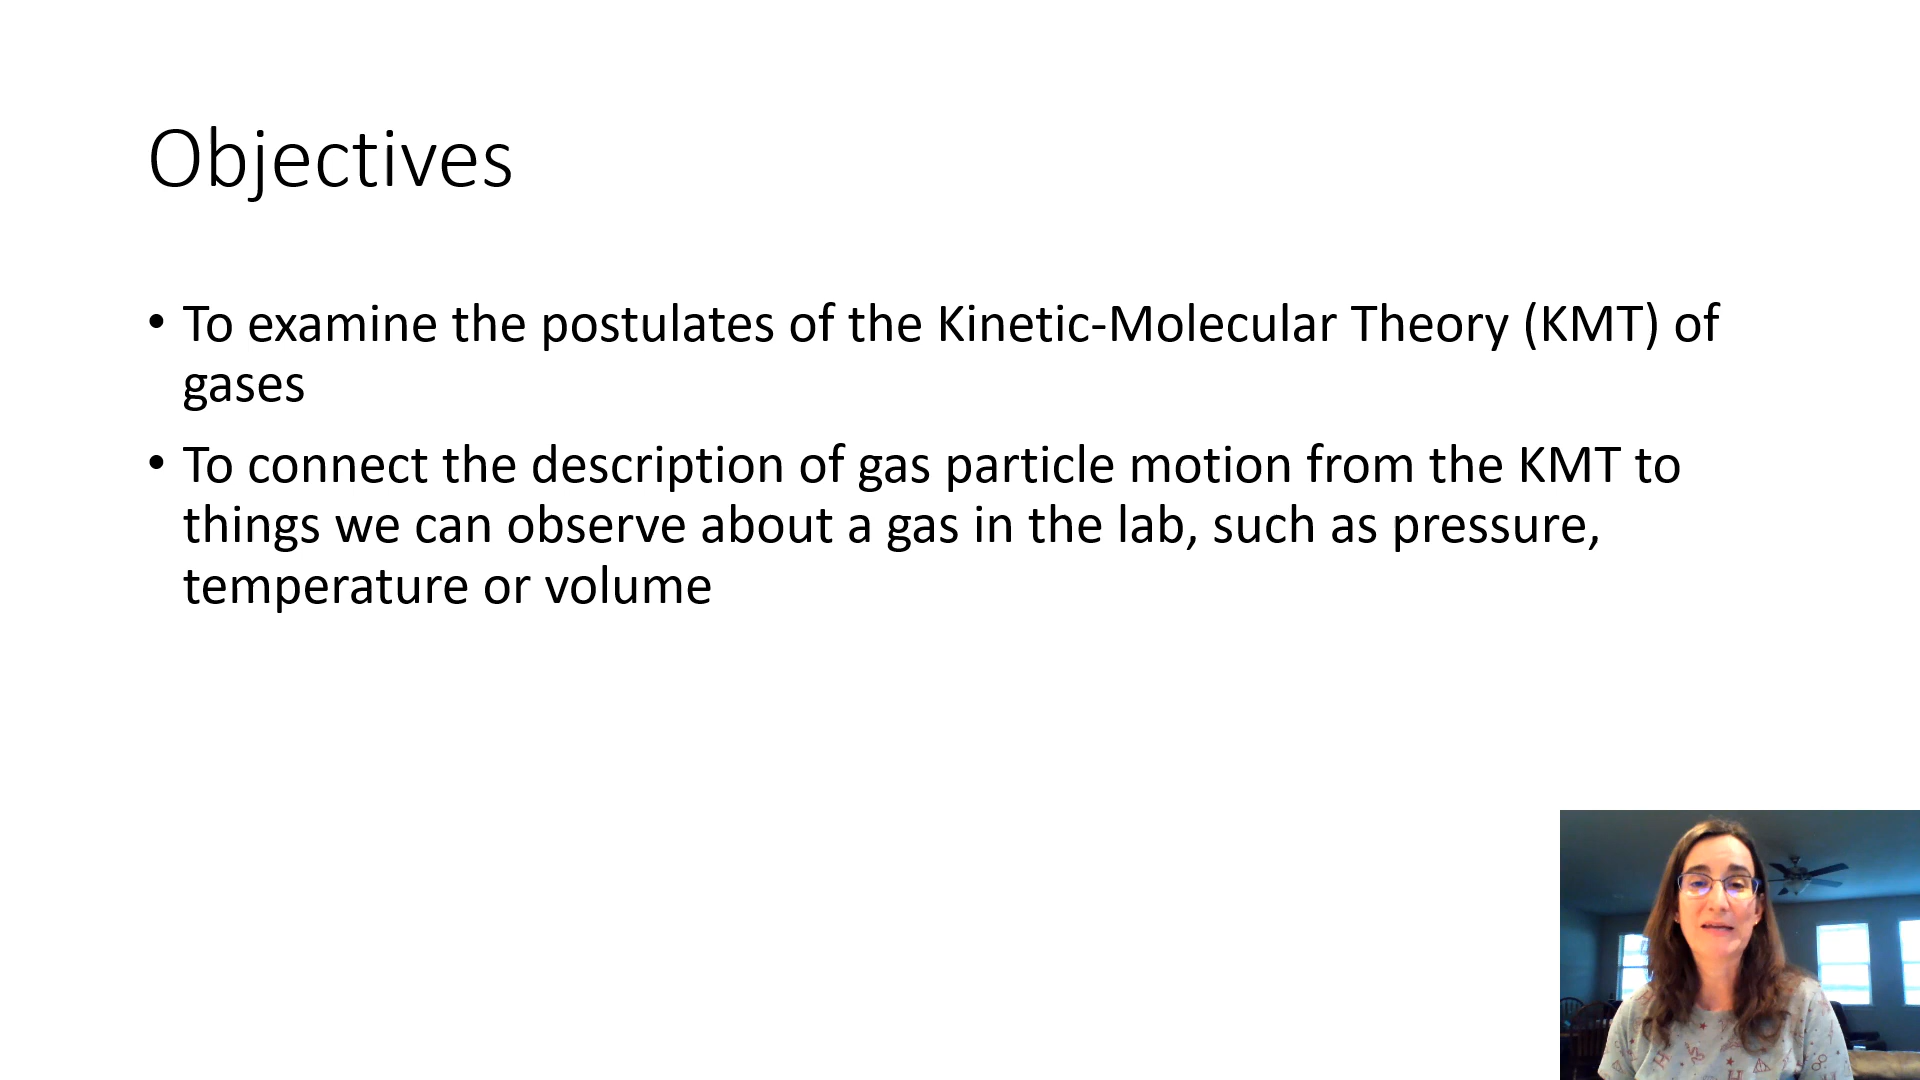 Objectives
• To examine the postulates of the Kinetic-Molecular Theory (KMT) of
gases
• To connect the description of gas particle motion from the KMT to
things we can observe about a gas in the lab, such as pressure,
temperature or volume